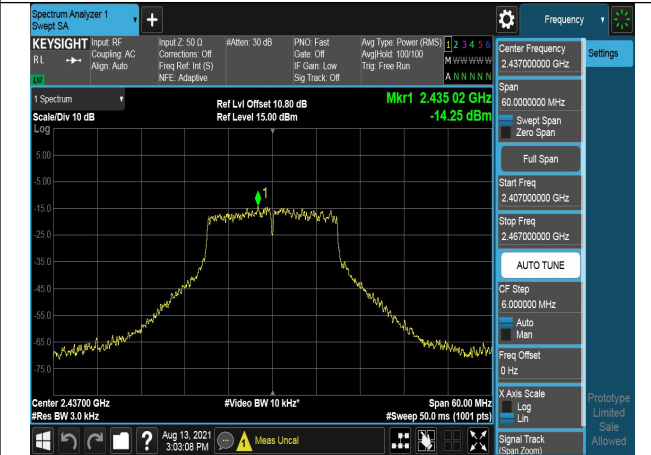 Spectrum Analyzer 1
Swept SA
+
Frequency
KEYSIGHT
Input: RF
Input Z: 50 Ω
#Atten: 30 dB
PNO: Fast
Avg Type: Power (RMS)
1 2 3 4 5 6
RL
Coupling: AC
Corrections: Off
Gate: Off
Avg|Hold: 100/100
M W W W W W
Align: Auto
Freq Ref: Int (S)
IF Gain: Low
Trig: Free Run
NFE: Adaptive
Sig Track: Off
A N N N N N
LXI
1 Spectrum
Ref Lvl Offset 10.80 dB
Mkr1 2.435 02 GHz
Scale/Div 10 dB
Ref Level 15.00 dBm
-14.25 dBm
Log
5.00
-5.00
-15.0
-25.0
-35.0
-45.0
-55.0
-65.0
-75.0
1
Center 2.43700 GHz
#Video BW 10 kHz*
Span 60.00 MHz
#Res BW 3.0 kHz
#Sweep 50.0 ms (1001 pts)
Center Frequency
2.437000000 GHz
Settings
Span
60.0000000 MHz
Swept Span
Zero Span
Full Span
Start Freq
2.407000000 GHz
Stop Freq
2.467000000 GHz
AUTO TUNE
CF Step
6.000000 MHz
Auto
Man
Freq Offset
0 Hz
X Axis Scale
Log
Lin
Signal Track
(Span Zoom)
Prototype
Limited
Sale
Allowed
?
Aug 13, 2021
3:03:08 PM
Meas Uncal